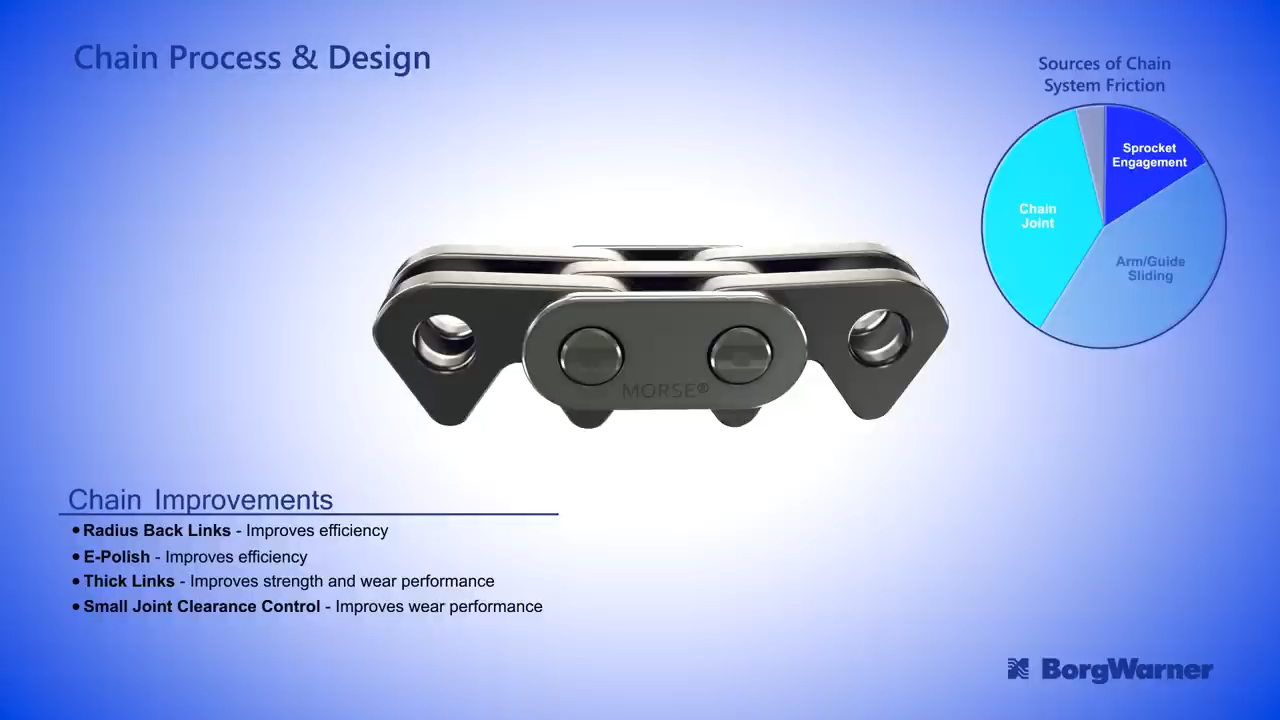 Chain Process & Design
Sources of Chain
System Friction
Sprocket
Engagement
Chain
Joint
Arm/Guide
Sliding
MORSE®
Chain Improvements
• Radius Back Links - Improves efficiency
• E-Polish - Improves efficiency
• Thick Links - Improves strength and wear performance
• Small Joint Clearance Control - Improves wear performance
BorgWarner